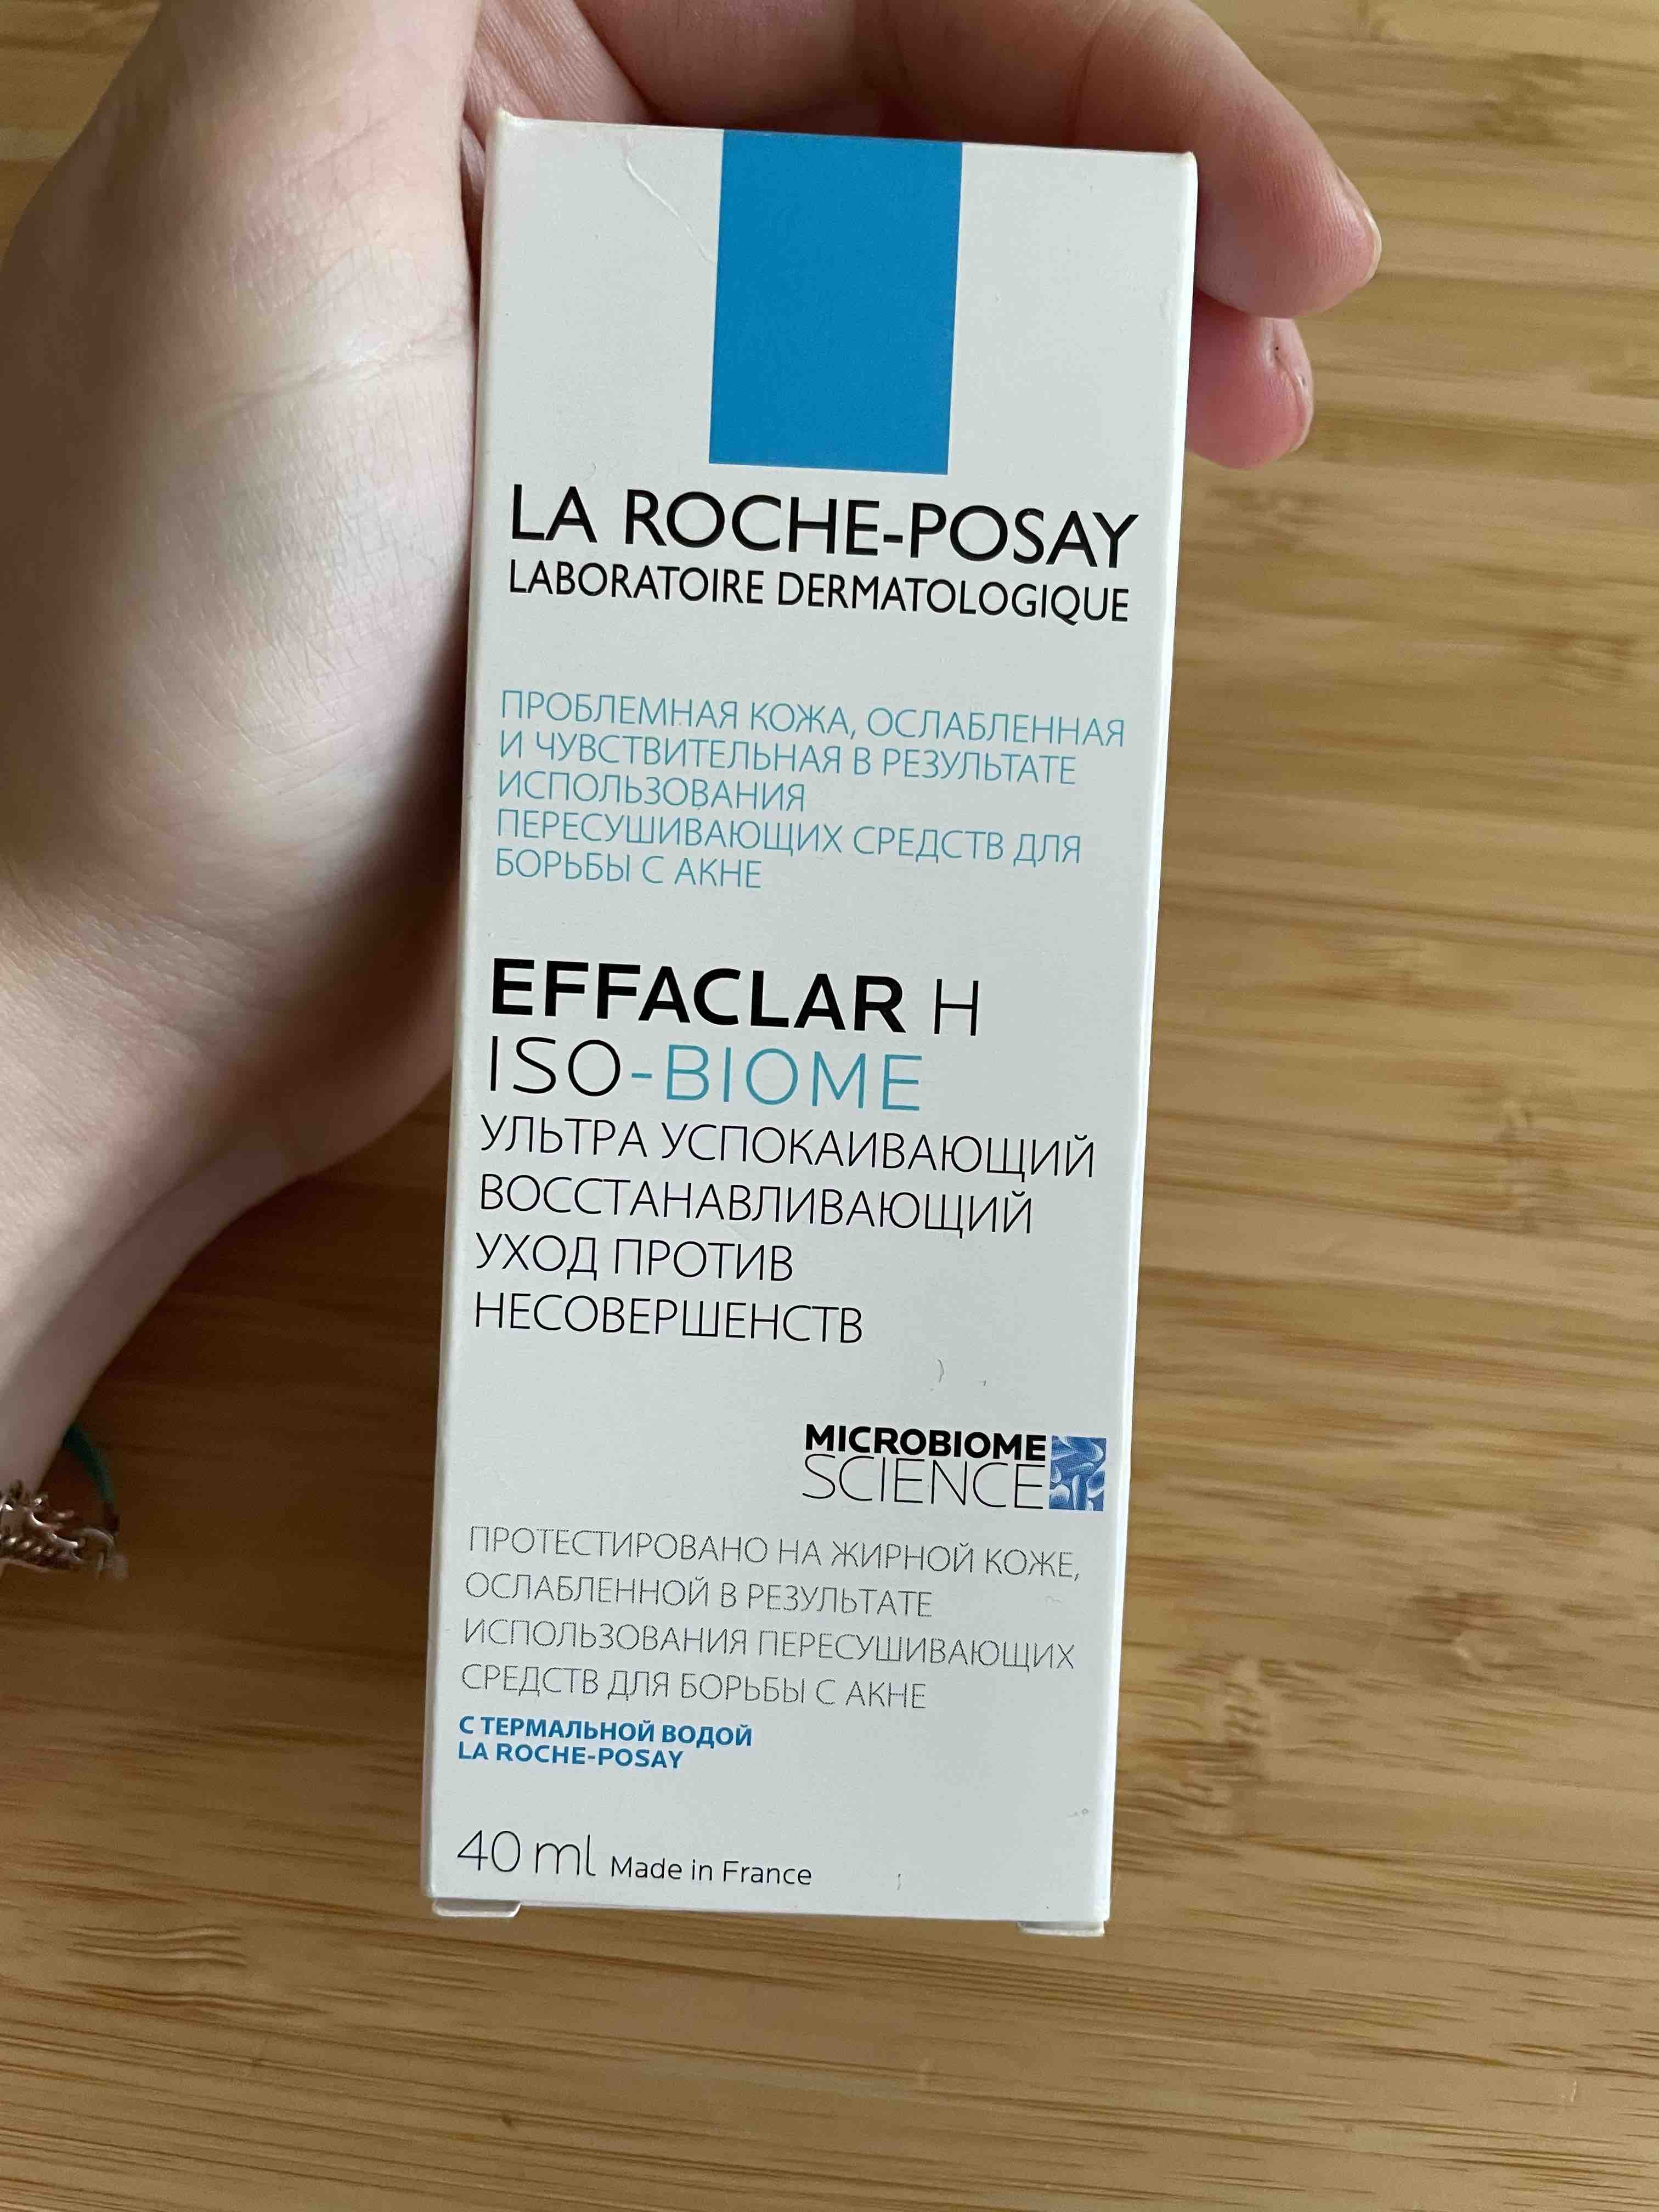 LA ROCHE-POSAY
LABORATOIRE DERMATOLOGIQUE
ПРОБЛЕМНАЯ КОЖА, ОСЛАБЛЕННАЯ
И ЧУВСТВИТЕЛЬНАЯ В РЕЗУЛЬТАТЕ
ИСПОЛЬЗОВАНИЯ
ПЕРЕСУШИВАЮЩИХ СРЕДСТВ ДЛЯ
БОРЬБЫ С АКНЕ
EFFACLAR H
ISO-BIOME
УЛЬТРА УСПОКАИВАЮЩИЙ
ВОССТАНАВЛИВАЮЩИЙ
УХОД ПРОТИВ
НЕСОВЕРШЕНСТВ
MICROBIOME
SCIENCE
ПРОТЕСТИРОВАНО НА ЖИРНОЙ КОЖЕ,
ОСЛАБЛЕННОЙ В РЕЗУЛЬТАТЕ
ИСПОЛЬЗОВАНИЯ ПЕРЕСУШИВАЮЩИХ
СРЕДСТВ ДЛЯ БОРЬБЫ С АКНЕ
С ТЕРМАЛЬНОЙ ВОДОЙ
LA ROCHE-POSAY
40 ml Made in France